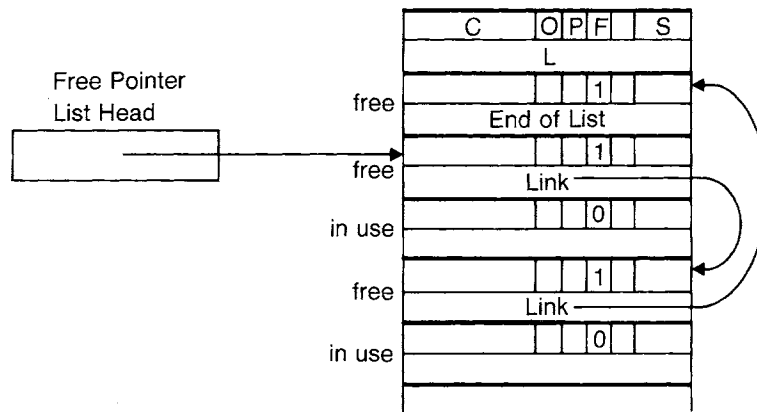 C O P F S
L
Free Pointer
List Head
free
1
End of List
free
1
Link
in use
0
free
1
Link
in use
0